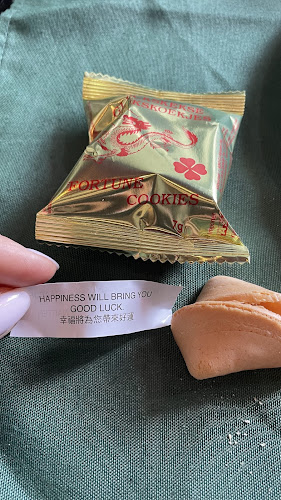 FORTUNE
COOKIES
HAPPINESS WILL BRING YOU
GOOD LUCK.
幸福將為您帶來好運